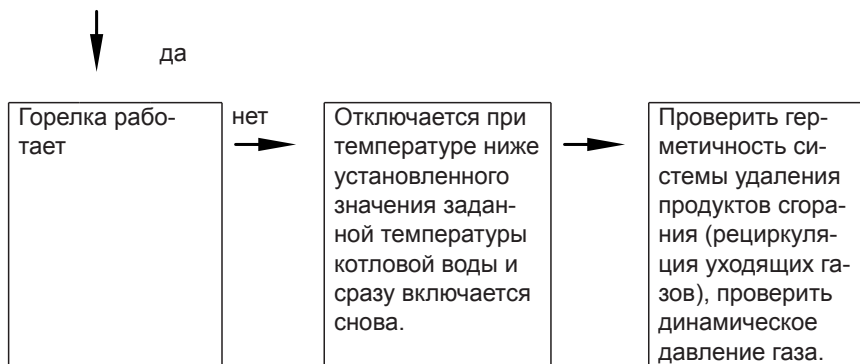 да
Горелка рабо-
тает
нет
Отключается при
температуре ниже
установленного
значения задан-
ной температуры
котловой воды и
сразу включается
снова.
Проверить гер-
метичность си-
стемы удаления
продуктов сгора-
ния (рециркуля-
ция уходящих га-
зов), проверить
динамическое
давление газа.